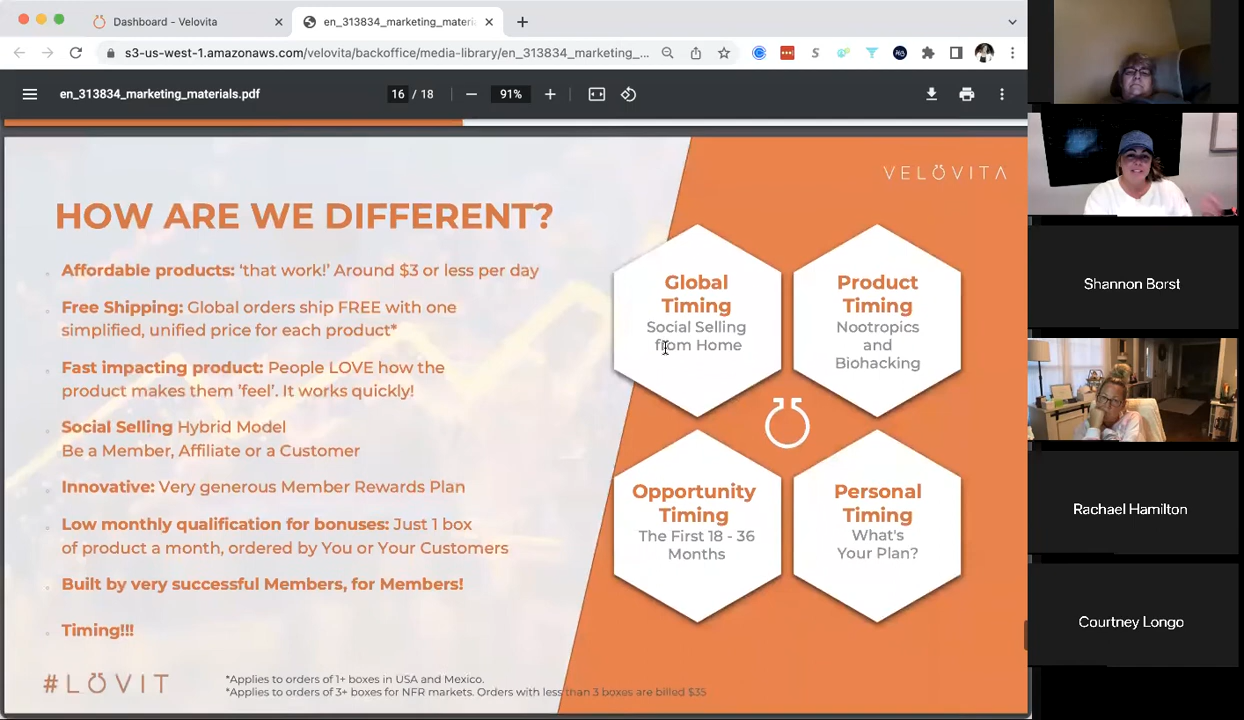 Dashboard - Velovita
en_313834_marketing_materi
s3-us-west-1.amazonaws.com/velovita/backoffice/media-library/en_313834_marketing_...
en_313834_marketing_materials.pdf
16 / 18
91%
VELOVITA
HOW ARE WE DIFFERENT?
Affordable products: ‘that work!’ Around $3 or less per day
Free Shipping: Global orders ship FREE with one
simplified, unified price for each product*
Fast impacting product: People LOVE how the
product makes them ’feel’. It works quickly!
Social Selling Hybrid Model
Be a Member, Affiliate or a Customer
Innovative: Very generous Member Rewards Plan
Low monthly qualification for bonuses: Just 1 box
of product a month, ordered by You or Your Customers
Built by very successful Members, for Members!
Timing!!!
#LOVIT
*Applies to orders of 1+ boxes in USA and Mexico.
*Applies to orders of 3+ boxes for NFR markets. Orders with less than 3 boxes are billed $35
Global
Timing
Social Selling
from Home
Product
Timing
Nootropics
and
Biohacking
Opportunity
Timing
The First 18 - 36
Months
Personal
Timing
What's
Your Plan?
Shannon Borst
Rachael Hamilton
Courtney Longo